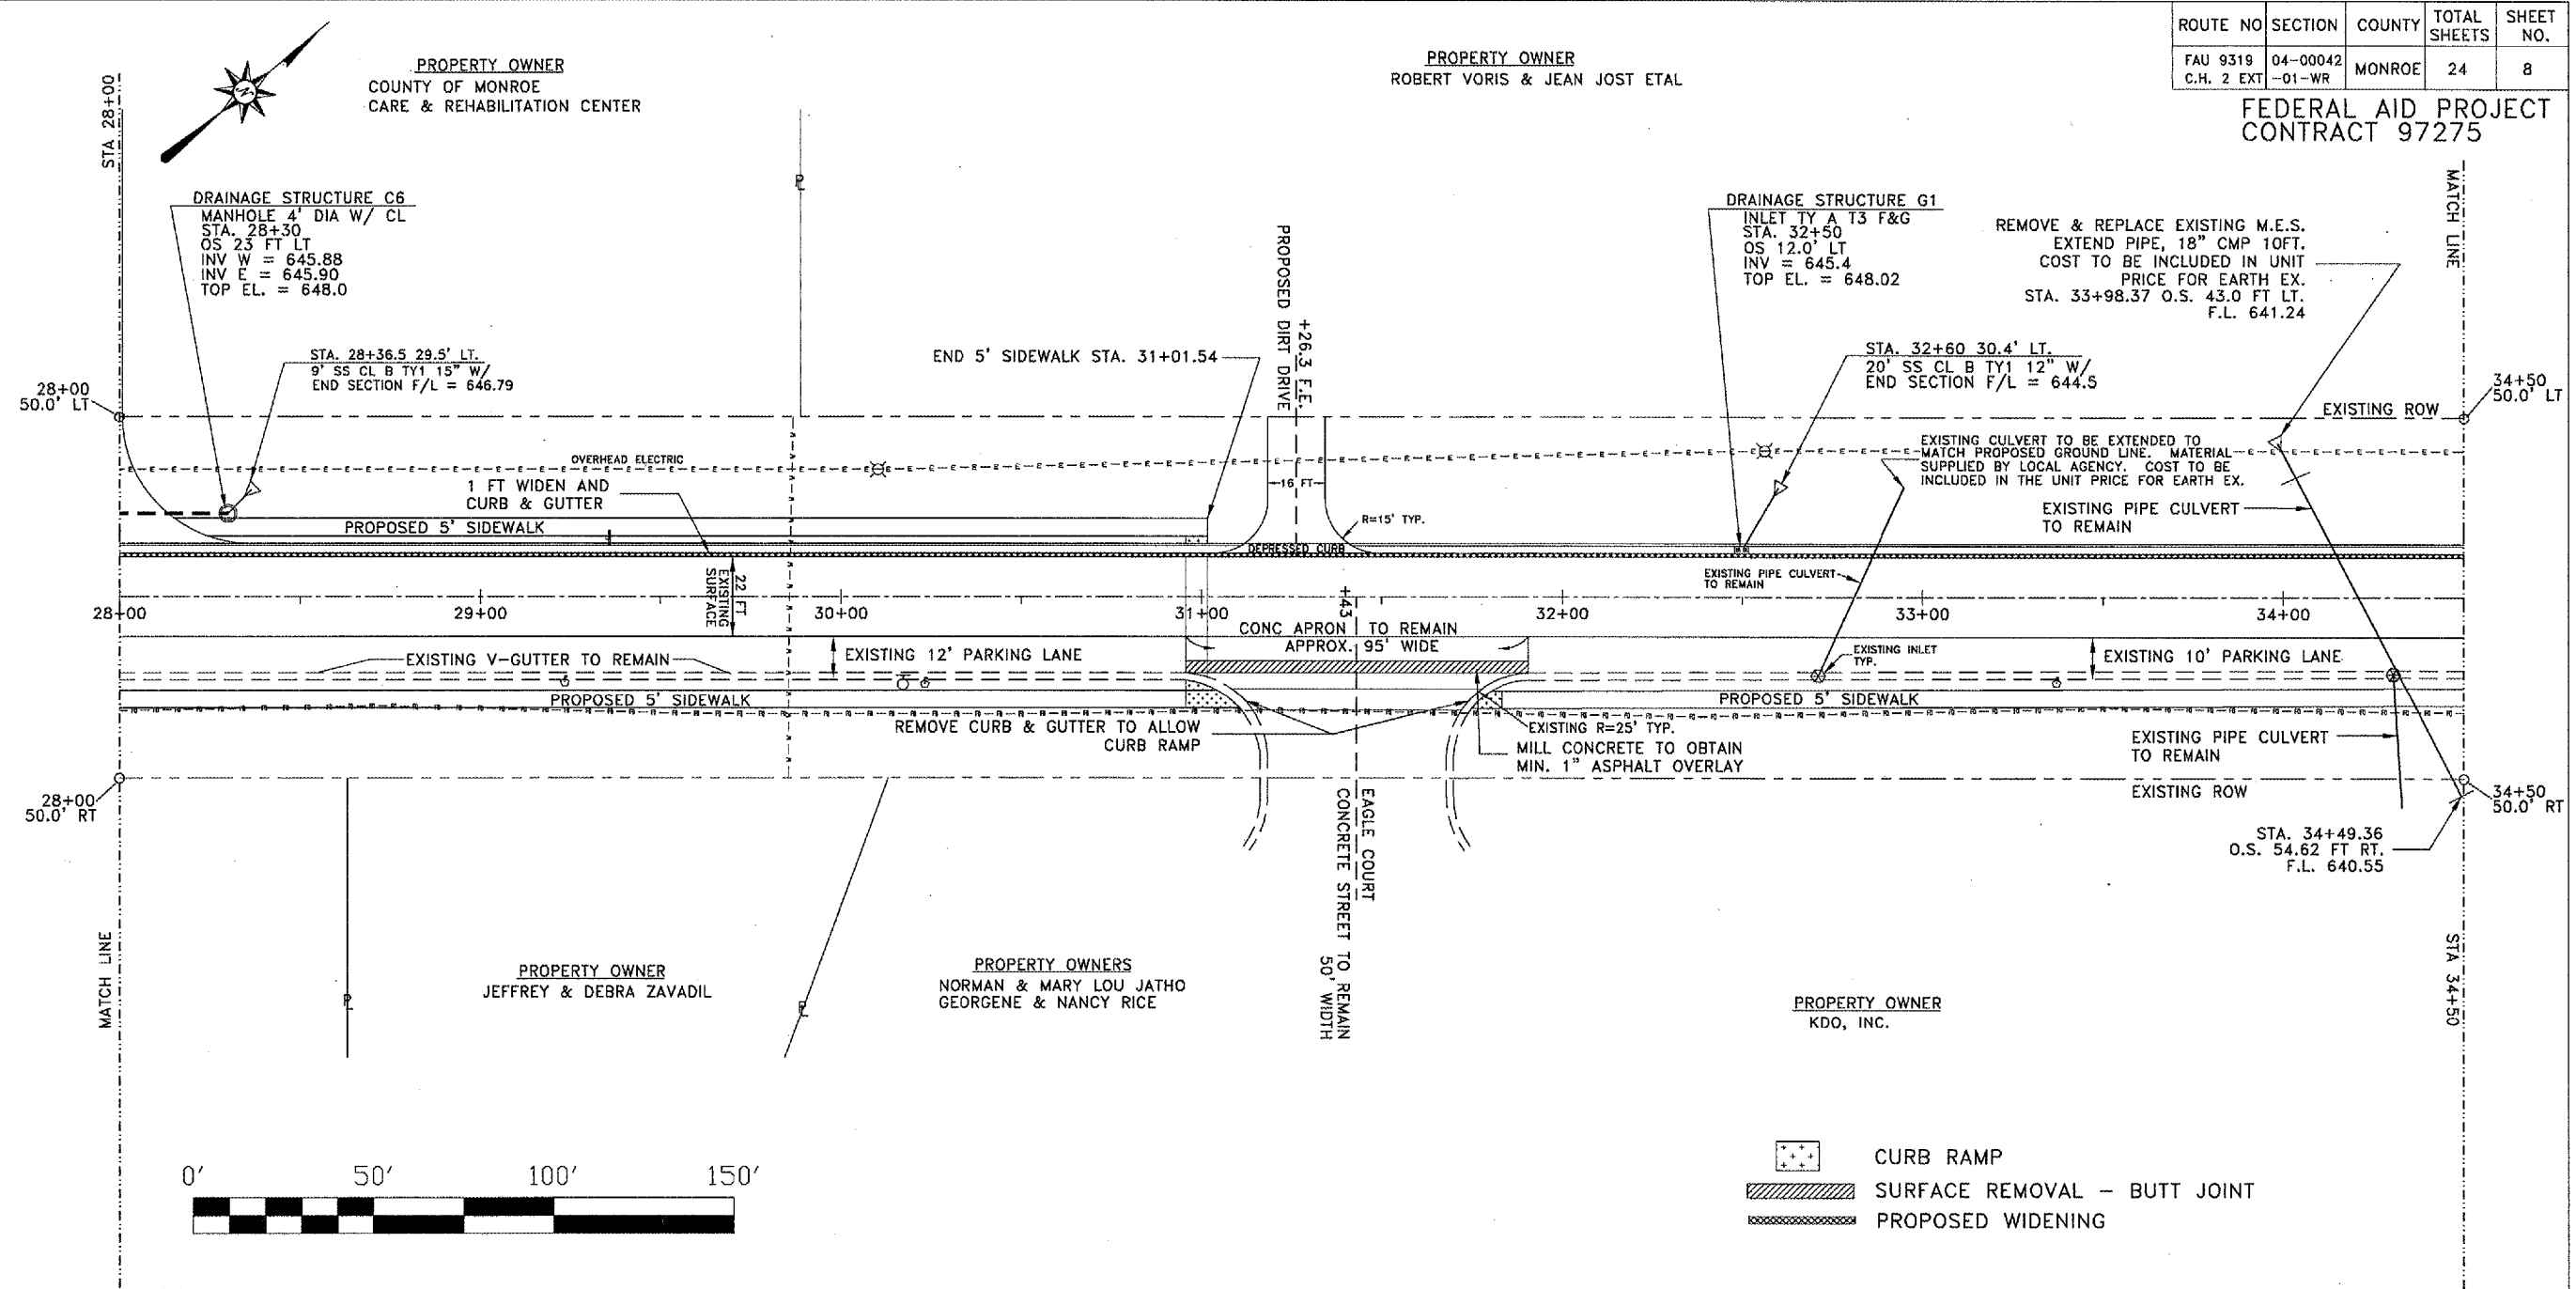 ROUTE NO SECTION COUNTY TOTAL SHEETS SHEET NO.
FAU 9319 04-00042 MONROE 24 8
C.H. 2 EXT -01-WR
FEDERAL AID PROJECT
CONTRACT 97275
PROPERTY OWNER
COUNTY OF MONROE
CARE & REHABILITATION CENTER
PROPERTY OWNER
ROBERT VORIS & JEAN JOST ETAL
STA 28+00
N
DRAINAGE STRUCTURE C6
MANHOLE 4' DIA W/ CL
STA. 28+30
OS 23 FT LT
INV W = 645.88
INV E = 645.90
TOP EL. = 648.0
PL
DRAINAGE STRUCTURE G1
INLET TY A T3 F&G
STA. 32+50
OS 12.0' LT
INV = 645.4
TOP EL. = 648.02
REMOVE & REPLACE EXISTING M.E.S.
EXTEND PIPE, 18" CMP 10FT.
COST TO BE INCLUDED IN UNIT
PRICE FOR EARTH EX.
STA. 33+98.37 O.S. 43.0 FT LT.
F.L. 641.24
MATCH LINE
PROPOSED DIRT DRIVE
+26.3 F.E.
STA. 28+36.5 29.5' LT.
9' SS CL B TY1 15" W/
END SECTION F/L = 646.79
END 5' SIDEWALK STA. 31+01.54
STA. 32+60 30.4' LT.
20' SS CL B TY1 12" W/
END SECTION F/L = 644.5
28+00
50.0' LT
34+50
50.0' LT
EXISTING ROW
OVERHEAD ELECTRIC
EXISTING CULVERT TO BE EXTENDED TO
MATCH PROPOSED GROUND LINE. MATERIAL
SUPPLIED BY LOCAL AGENCY. COST TO BE
INCLUDED IN THE UNIT PRICE FOR EARTH EX.
1 FT WIDEN AND
CURB & GUTTER
16 FT
R=15' TYP.
EXISTING PIPE CULVERT
TO REMAIN
PROPOSED 5' SIDEWALK
DEPRESSED CURB
22 FT
EXISTING
SURFACE
EXISTING PIPE CULVERT
TO REMAIN
28+00 29+00 30+00 31+00 +43 32+00 33+00 34+00
CONC APRON TO REMAIN
APPROX. 95' WIDE
EXISTING V-GUTTER TO REMAIN
EXISTING 12' PARKING LANE
EXISTING INLET
TYP.
EXISTING 10' PARKING LANE
PROPOSED 5' SIDEWALK
PROPOSED 5' SIDEWALK
REMOVE CURB & GUTTER TO ALLOW
CURB RAMP
EXISTING R=25' TYP.
MILL CONCRETE TO OBTAIN
MIN. 1" ASPHALT OVERLAY
EXISTING PIPE CULVERT
TO REMAIN
28+00
50.0' RT
EXISTING ROW
34+50
50.0' RT
EAGLE COURT
CONCRETE STREET TO REMAIN
50' WIDTH
STA. 34+49.36
O.S. 54.62 FT RT.
F.L. 640.55
MATCH LINE
PL
PROPERTY OWNER
JEFFREY & DEBRA ZAVADIL
PL
PROPERTY OWNERS
NORMAN & MARY LOU JATHO
GEORGENE & NANCY RICE
PROPERTY OWNER
KDO, INC.
STA 34+50
0' 50' 100' 150'
CURB RAMP
SURFACE REMOVAL - BUTT JOINT
PROPOSED WIDENING